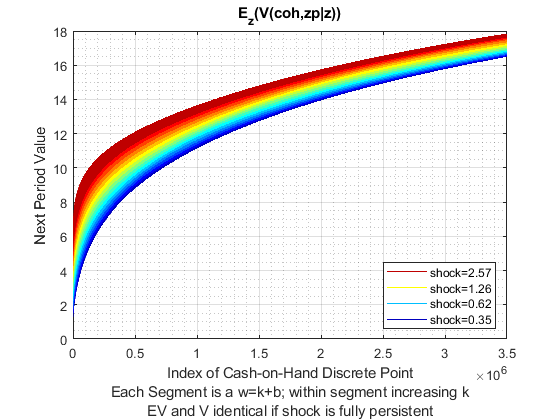 E_z(V(coh,zp|z))
Next Period Value
18
16
14
12
10
8
6
4
2
0
shock=2.57
shock=1.26
shock=0.62
shock=0.35
0 0.5 1 1.5 2 2.5 3 3.5
×10^6
Index of Cash-on-Hand Discrete Point
Each Segment is a w=k+b; within segment increasing k
EV and V identical if shock is fully persistent